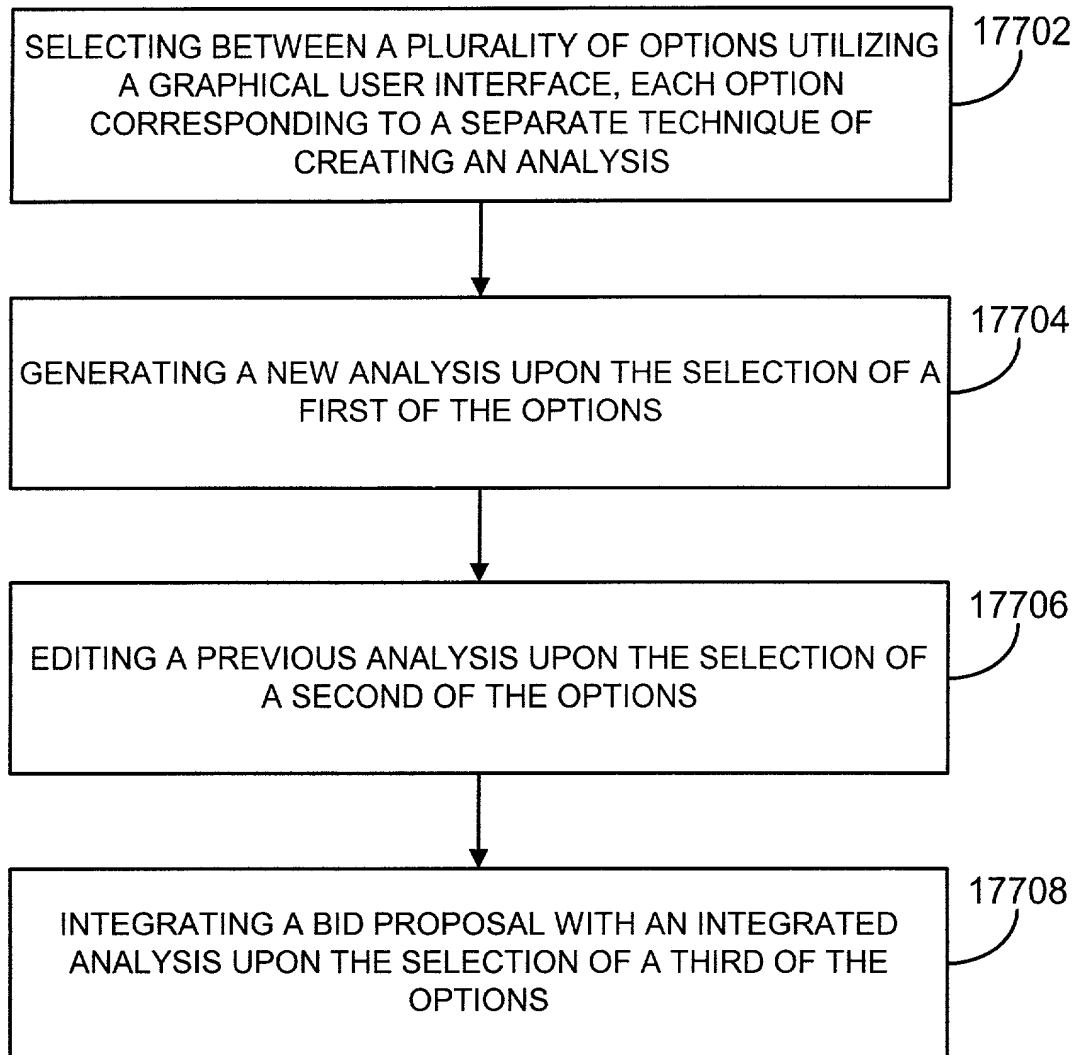 SELECTING BETWEEN A PLURALITY OF OPTIONS UTILIZING
A GRAPHICAL USER INTERFACE, EACH OPTION
CORRESPONDING TO A SEPARATE TECHNIQUE OF
CREATING AN ANALYSIS
17702
GENERATING A NEW ANALYSIS UPON THE SELECTION OF A
FIRST OF THE OPTIONS
17704
EDITING A PREVIOUS ANALYSIS UPON THE SELECTION OF
A SECOND OF THE OPTIONS
17706
INTEGRATING A BID PROPOSAL WITH AN INTEGRATED
ANALYSIS UPON THE SELECTION OF A THIRD OF THE
OPTIONS
17708